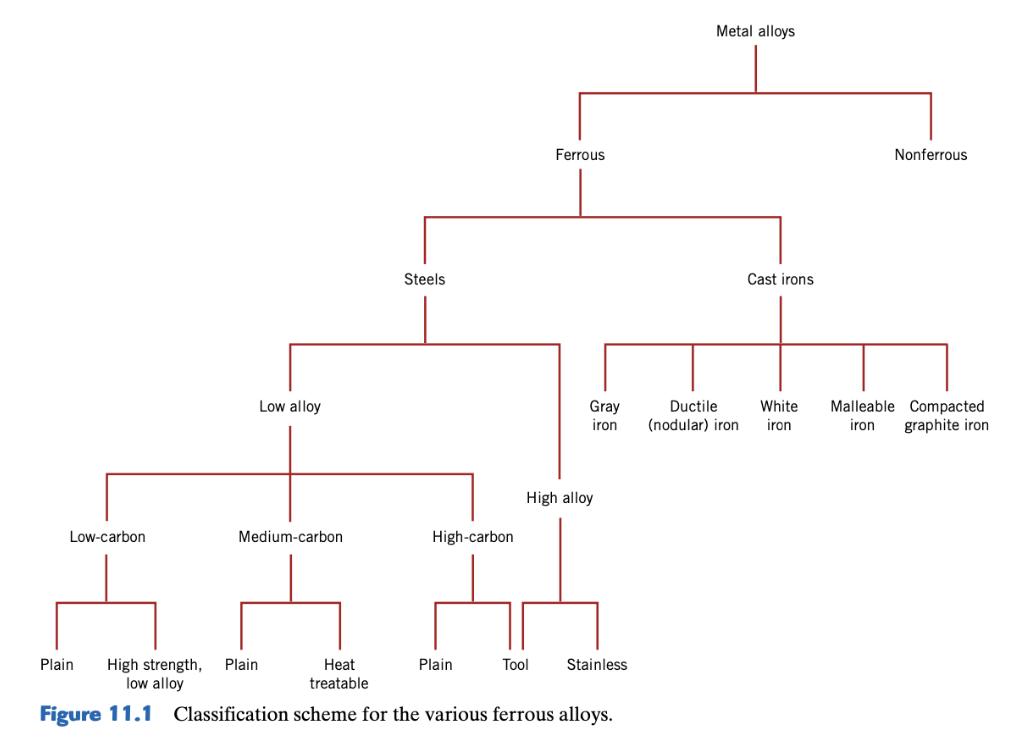 Metal alloys
Ferrous
Nonferrous
Steels
Cast irons
Low alloy
Gray
iron
Ductile
(nodular) iron
White
iron
Malleable
iron
Compacted
graphite iron
High alloy
Low-carbon
Medium-carbon
High-carbon
Plain
High strength,
low alloy
Plain
Heat
treatable
Plain
Tool
Stainless
Figure 11.1 Classification scheme for the various ferrous alloys.